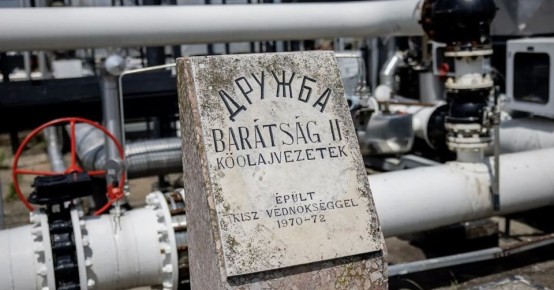 ДРУЖБА
BARÁTSÁG II.
KŐOLAJVEZETÉK
ÉPÜLT
KISZ VÉDNÖKSÉGGEL
1970-72